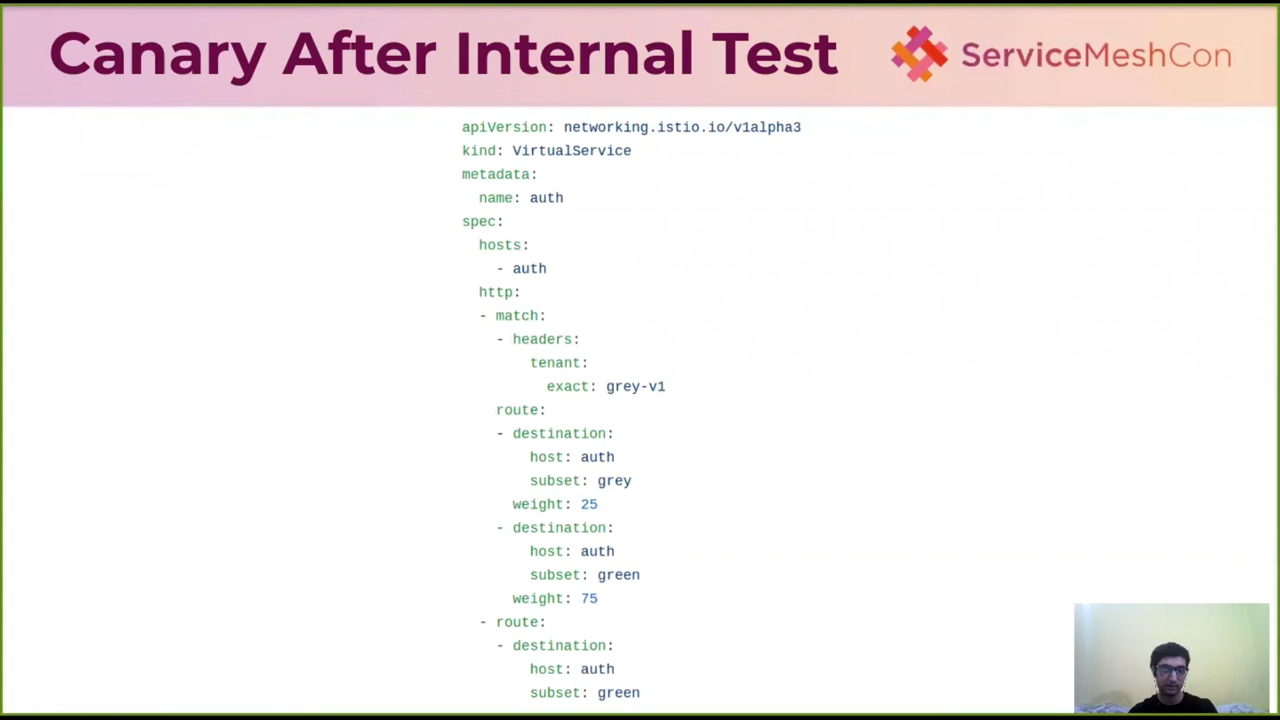 Canary After Internal Test
ServiceMeshCon
apiVersion: networking.istio.io/v1alpha3
kind: VirtualService
metadata:
  name: auth
spec:
  hosts:
    - auth
  http:
  - match:
    - headers:
        tenant:
          exact: grey-v1
    route:
    - destination:
        host: auth
        subset: grey
      weight: 25
    - destination:
        host: auth
        subset: green
      weight: 75
  - route:
    - destination:
        host: auth
        subset: green